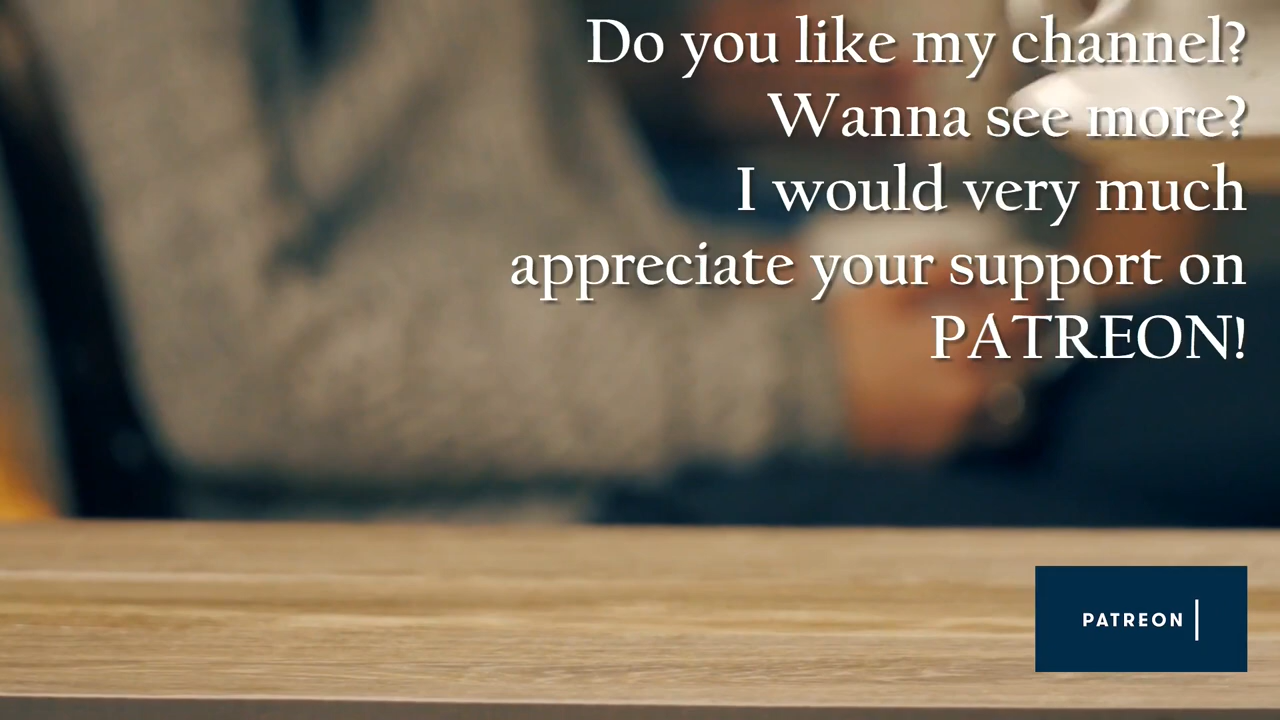 Do you like my channel?
Wanna see more?
I would very much
appreciate your support on
PATREON!
PATREON